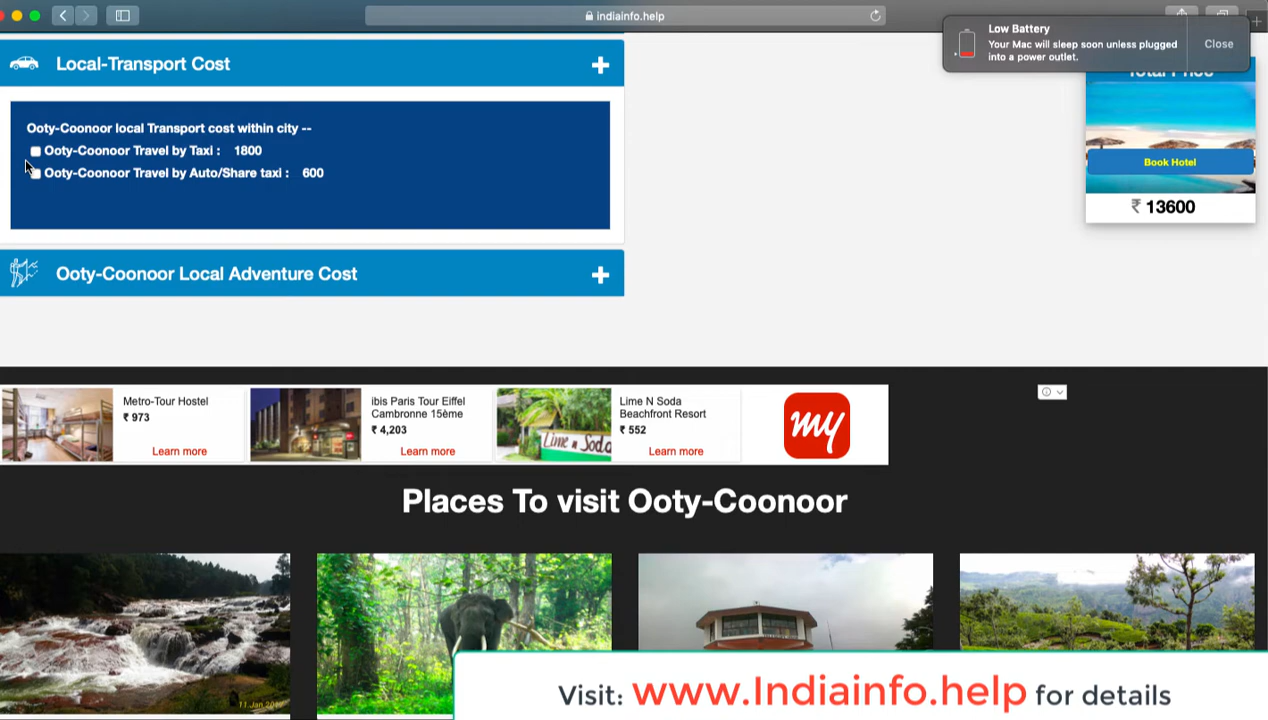 indiainfo.help
Low Battery
Your Mac will sleep soon unless plugged
into a power outlet.
Close
Local-Transport Cost
Total Price
Ooty-Coonoor local Transport cost within city --
Ooty-Coonoor Travel by Taxi : 1800
Ooty-Coonoor Travel by Auto/Share taxi : 600
Book Hotel
₹ 13600
Ooty-Coonoor Local Adventure Cost
Metro-Tour Hostel
₹ 973
Learn more
ibis Paris Tour Eiffel
Cambronne 15ème
₹ 4,203
Learn more
Lime N Soda
Beachfront Resort
₹ 552
Learn more
Lime n Soda
my
Places To visit Ooty-Coonoor
Visit: www.Indiainfo.help for details